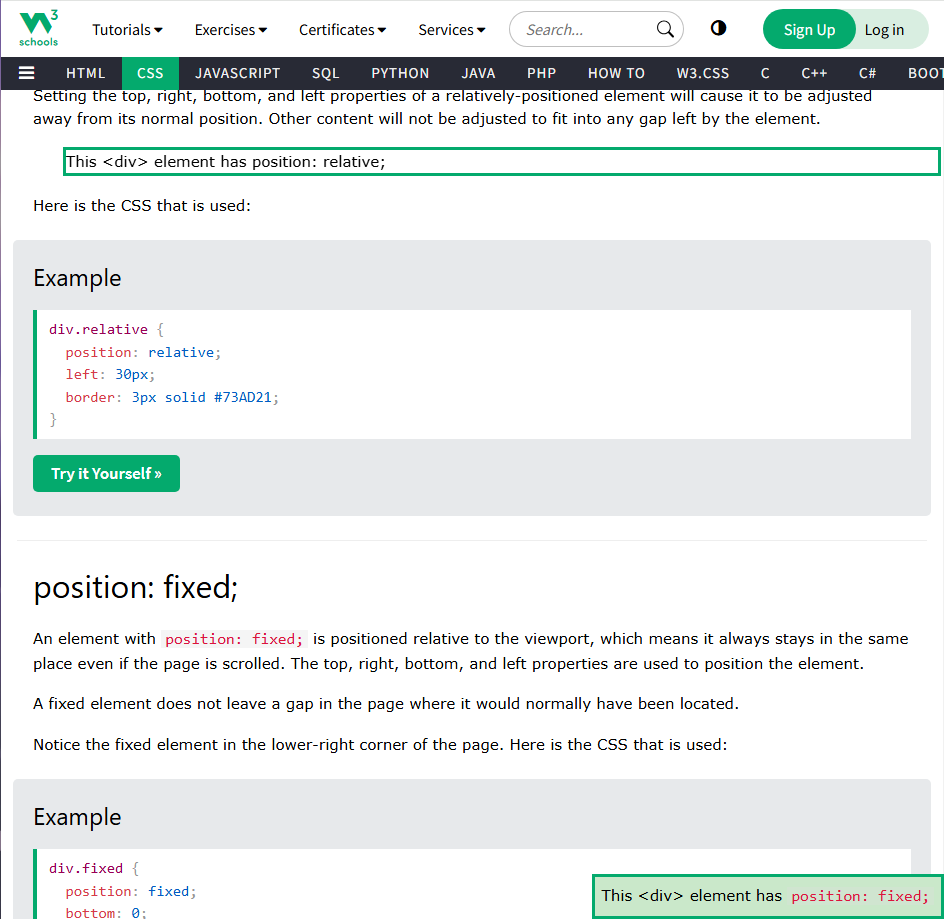 W3
schools
Tutorials Exercises Certificates Services Search... Sign Up Log in
HTML CSS JAVASCRIPT SQL PYTHON JAVA PHP HOW TO W3.CSS C C++ C# BOOT
Setting the top, right, bottom, and left properties of a relatively-positioned element will cause it to be adjusted
away from its normal position. Other content will not be adjusted to fit into any gap left by the element.
This <div> element has position: relative;
Here is the CSS that is used:
Example
div.relative {
  position: relative;
  left: 30px;
  border: 3px solid #73AD21;
}
Try it Yourself »
position: fixed;
An element with position: fixed; is positioned relative to the viewport, which means it always stays in the same
place even if the page is scrolled. The top, right, bottom, and left properties are used to position the element.
A fixed element does not leave a gap in the page where it would normally have been located.
Notice the fixed element in the lower-right corner of the page. Here is the CSS that is used:
Example
div.fixed {
  position: fixed;
  bottom: 0;
This <div> element has position: fixed;